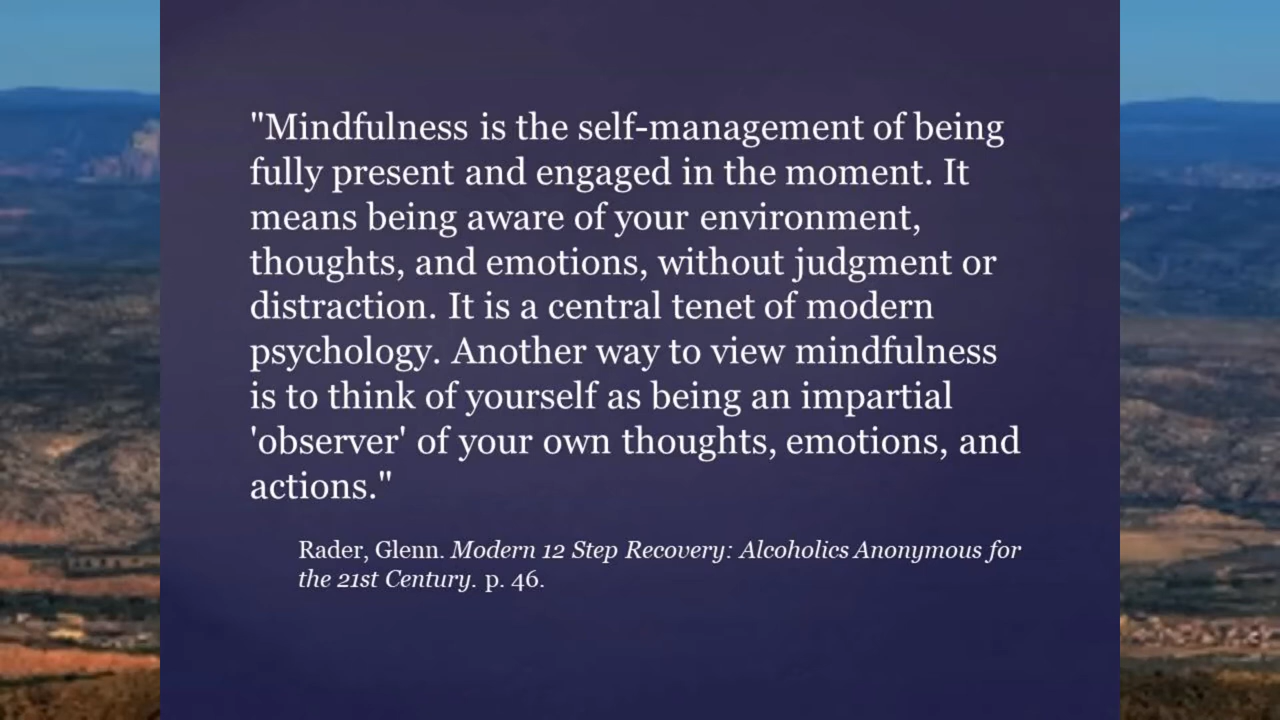 "Mindfulness is the self-management of being
fully present and engaged in the moment. It
means being aware of your environment,
thoughts, and emotions, without judgment or
distraction. It is a central tenet of modern
psychology. Another way to view mindfulness
is to think of yourself as being an impartial
'observer' of your own thoughts, emotions, and
actions."
Rader, Glenn. Modern 12 Step Recovery: Alcoholics Anonymous for
the 21st Century. p. 46.